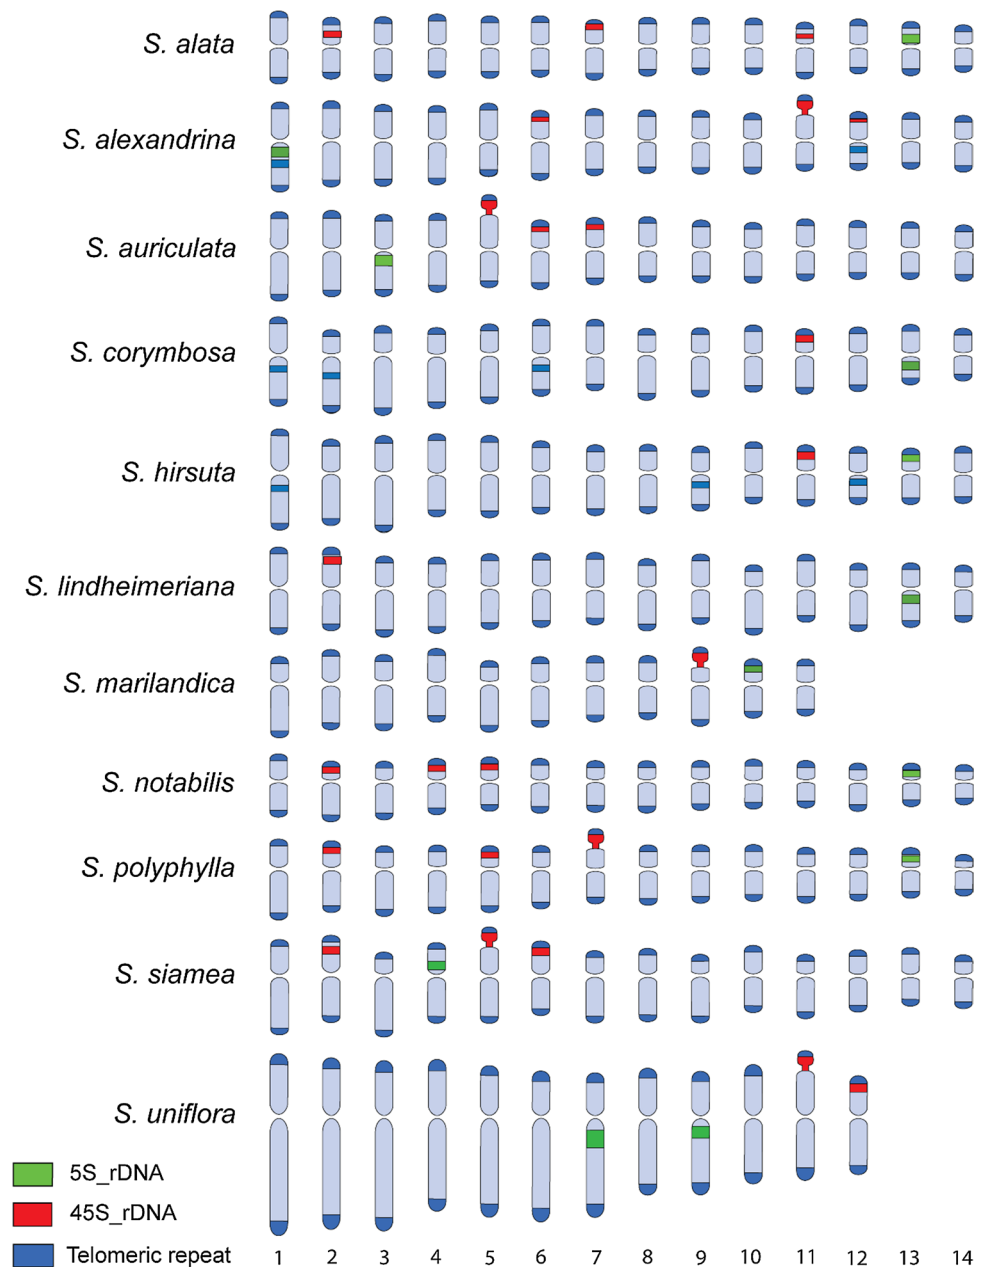 S. alata
S. alexandrina
S. auriculata
S. corymbosa
S. hirsuta
S. lindheimeriana
S. marilandica
S. notabilis
S. polyphylla
S. siamea
S. uniflora
5S_rDNA
45S_rDNA
Telomeric repeat
1 2 3 4 5 6 7 8 9 10 11 12 13 14